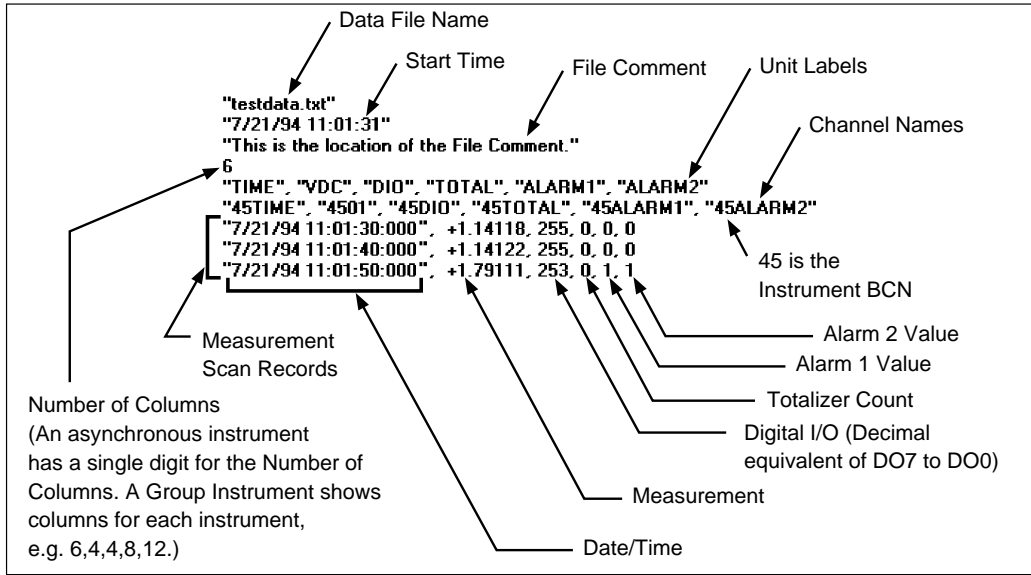 Data File Name
Start Time
File Comment
Unit Labels
Channel Names
"testdata.txt"
"7/21/94 11:01:31"
"This is the location of the File Comment."
6
"TIME", "VDC", "DIO", "TOTAL", "ALARM1", "ALARM2"
"45TIME", "4501", "45DIO", "45TOTAL", "45ALARM1", "45ALARM2"
"7/21/94 11:01:30:000", +1.14118, 255, 0, 0, 0
"7/21/94 11:01:40:000", +1.14122, 255, 0, 0, 0
"7/21/94 11:01:50:000", +1.79111, 253, 0, 1, 1
45 is the
Instrument BCN
Alarm 2 Value
Alarm 1 Value
Totalizer Count
Digital I/O (Decimal
equivalent of DO7 to DO0)
Measurement
Date/Time
Measurement
Scan Records
Number of Columns
(An asynchronous instrument
has a single digit for the Number of
Columns. A Group Instrument shows
columns for each instrument,
e.g. 6,4,4,8,12.)